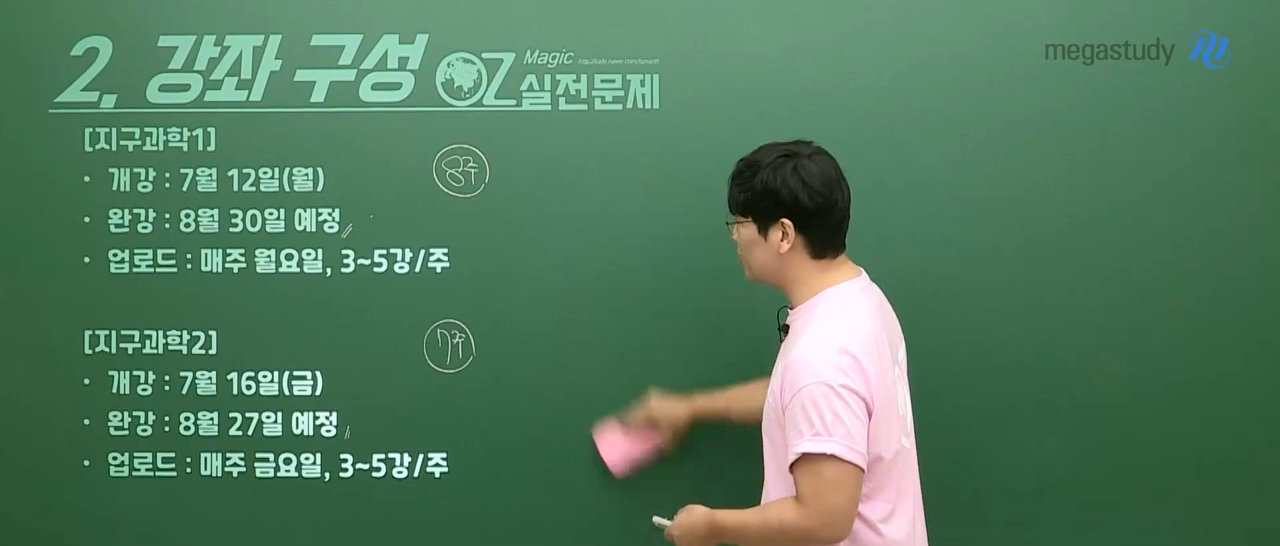 2. 강좌 구성 OZ Magic 실전문제
megastudy
[지구과학1]
8주
• 개강 : 7월 12일(월)
• 완강 : 8월 30일 예정
• 업로드 : 매주 월요일, 3~5강/주
[지구과학2]
7주
• 개강 : 7월 16일(금)
• 완강 : 8월 27일 예정
• 업로드 : 매주 금요일, 3~5강/주